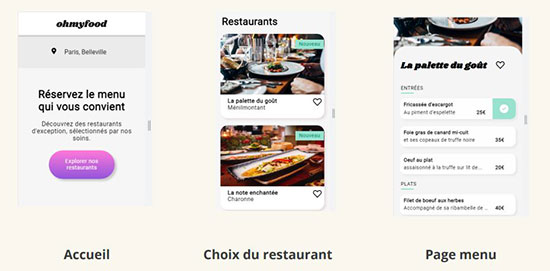 ohmyfood
Paris, Belleville
Réservez le menu
qui vous convient
Découvrez des restaurants
d'exception, sélectionnés par nos
soins.
Explorer nos
restaurants
Accueil
Restaurants
Nouveau
La palette du goût
Ménilmontant
Nouveau
La note enchantée
Charonne
Choix du restaurant
La palette du goût
ENTRÉES
Fricassée d'escargot
Au piment d'espelette 25€
Foie gras de canard mi-cuit
et ses copeaux de truffe noire 35€
Oeuf au plat
assaisonné à la truffe sur lit de... 20€
PLATS
Filet de boeuf aux herbes
Accompagné de sa ribambelle de ... 40€
Page menu